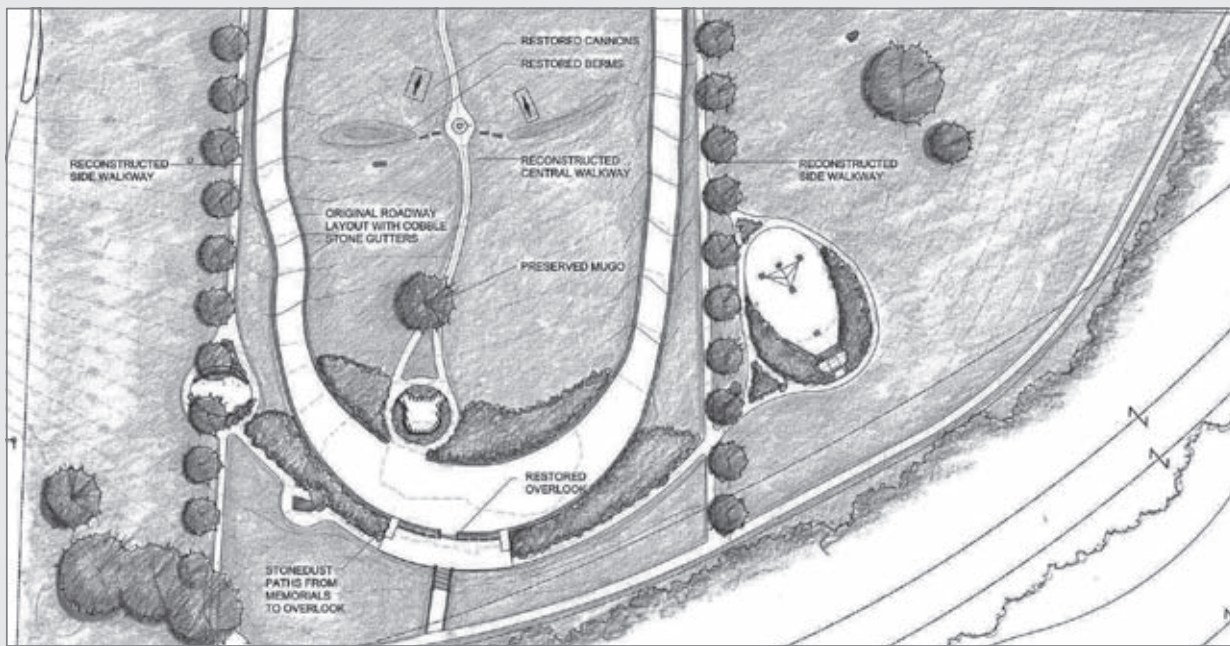 RESTORED CANNONS
RESTORED BERMS
RECONSTRUCTED
SIDE WALKWAY
RECONSTRUCTED
CENTRAL WALKWAY
RECONSTRUCTED
SIDE WALKWAY
ORIGINAL ROADWAY
LAYOUT WITH COBBLE
STONE GUTTERS
PRESERVED MUGO
RESTORED
OVERLOOK
STONEDUST
PATHS FROM
MEMORIALS
TO OVERLOOK